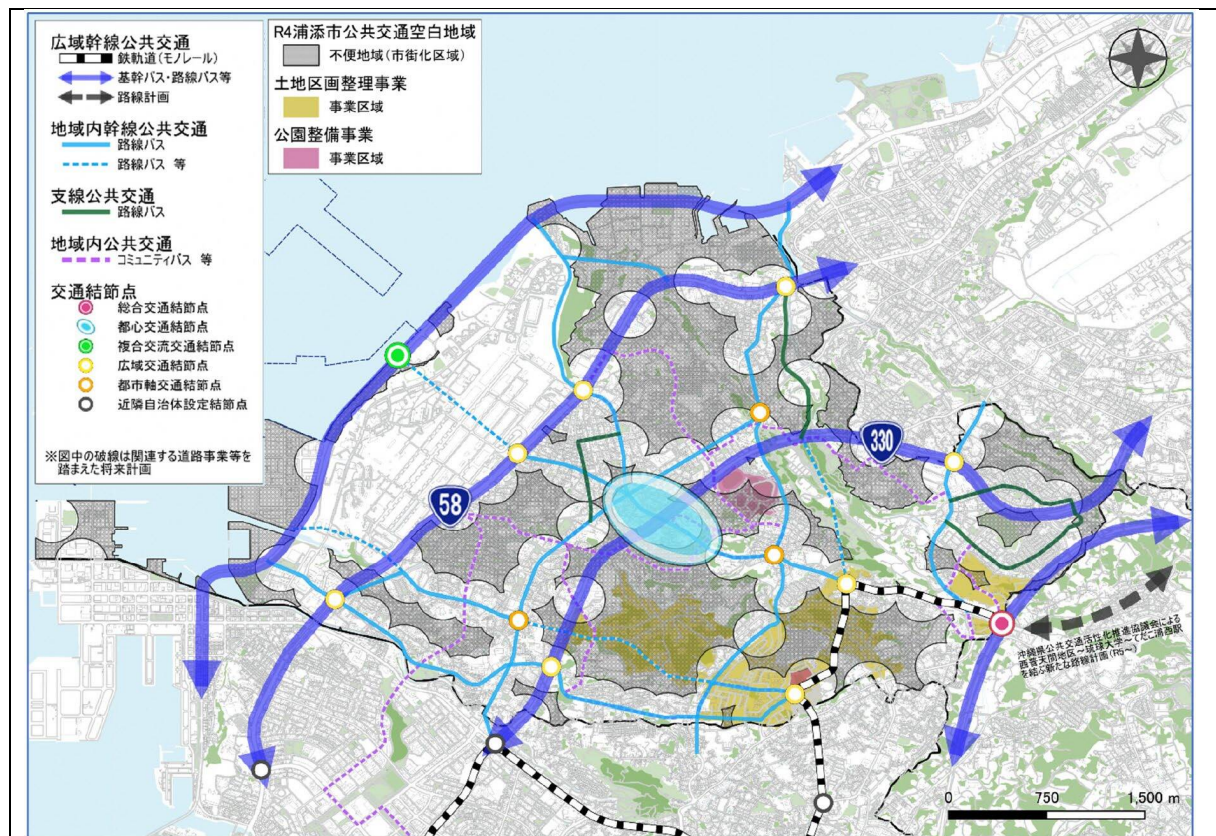 広域幹線公共交通
鉄軌道(モノレール)
基幹バス・路線バス等
路線計画
地域内幹線公共交通
路線バス
路線バス 等
支線公共交通
路線バス
地域内公共交通
コミュニティバス 等
交通結節点
総合交通結節点
都心交通結節点
複合交流交通結節点
広域交通結節点
都市軸交通結節点
近隣自治体設定結節点
※図中の破線は関連する道路事業等を
踏まえた将来計画
R4浦添市公共交通空白地域
不便地域(市街化区域)
土地区画整理事業
事業区域
公園整備事業
事業区域
330
58
沖縄県公共交通活性化推進協議会による
西普天間地区~琉球大学~てだこ浦西駅
を結ぶ新たな路線計画(R5~)
0 750 1,500 m